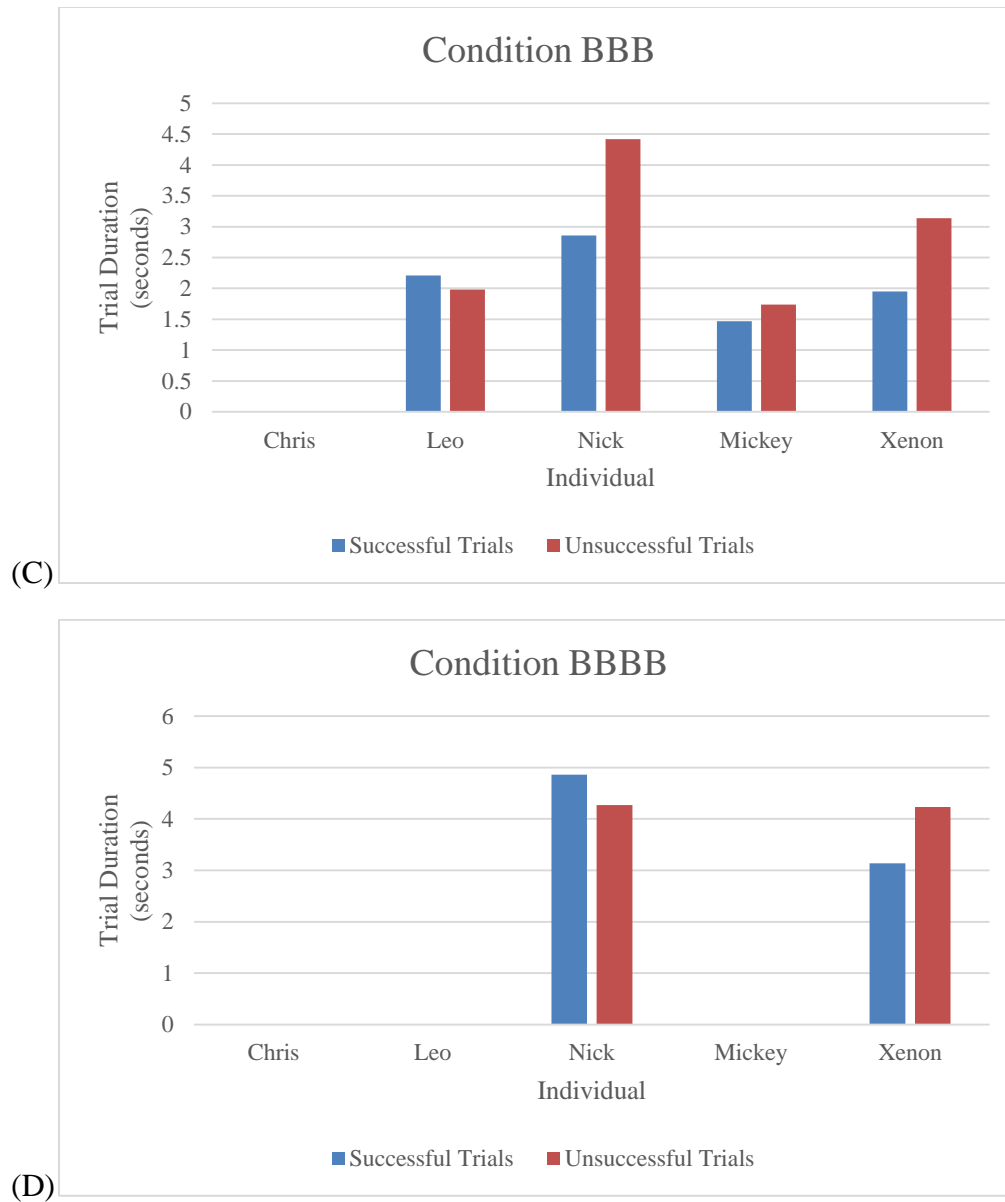 Condition BBB
5
4.5
4
3.5
3
2.5
2
1.5
1
0.5
0
Trial Duration
(seconds)
Chris Leo Nick Mickey Xenon
Individual
Successful Trials Unsuccessful Trials
(C)
Condition BBBB
6
5
4
3
2
1
0
Trial Duration
(seconds)
Chris Leo Nick Mickey Xenon
Individual
Successful Trials Unsuccessful Trials
(D)